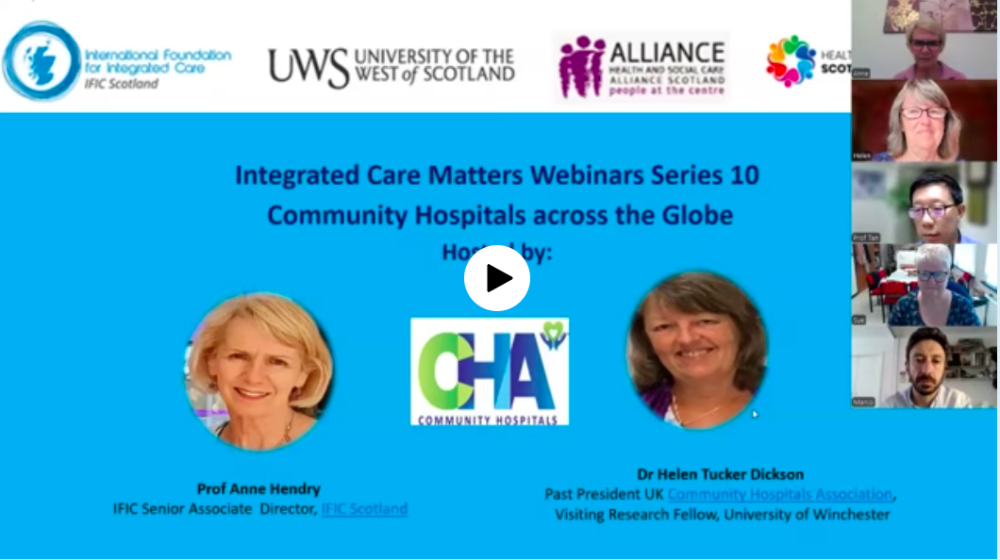 International Foundation
for Integrated Care
IFIC Scotland
UWS UNIVERSITY OF THE
WEST of SCOTLAND
ALLIANCE
HEALTH AND SOCIAL CARE
ALLIANCE SCOTLAND
people at the centre
Anne
Helen
Prof Tan
Sue
Marco
Integrated Care Matters Webinars Series 10
Community Hospitals across the Globe
Hosted by:
CHA
COMMUNITY HOSPITALS
Prof Anne Hendry
IFIC Senior Associate Director, IFIC Scotland
Dr Helen Tucker Dickson
Past President UK Community Hospitals Association,
Visiting Research Fellow, University of Winchester